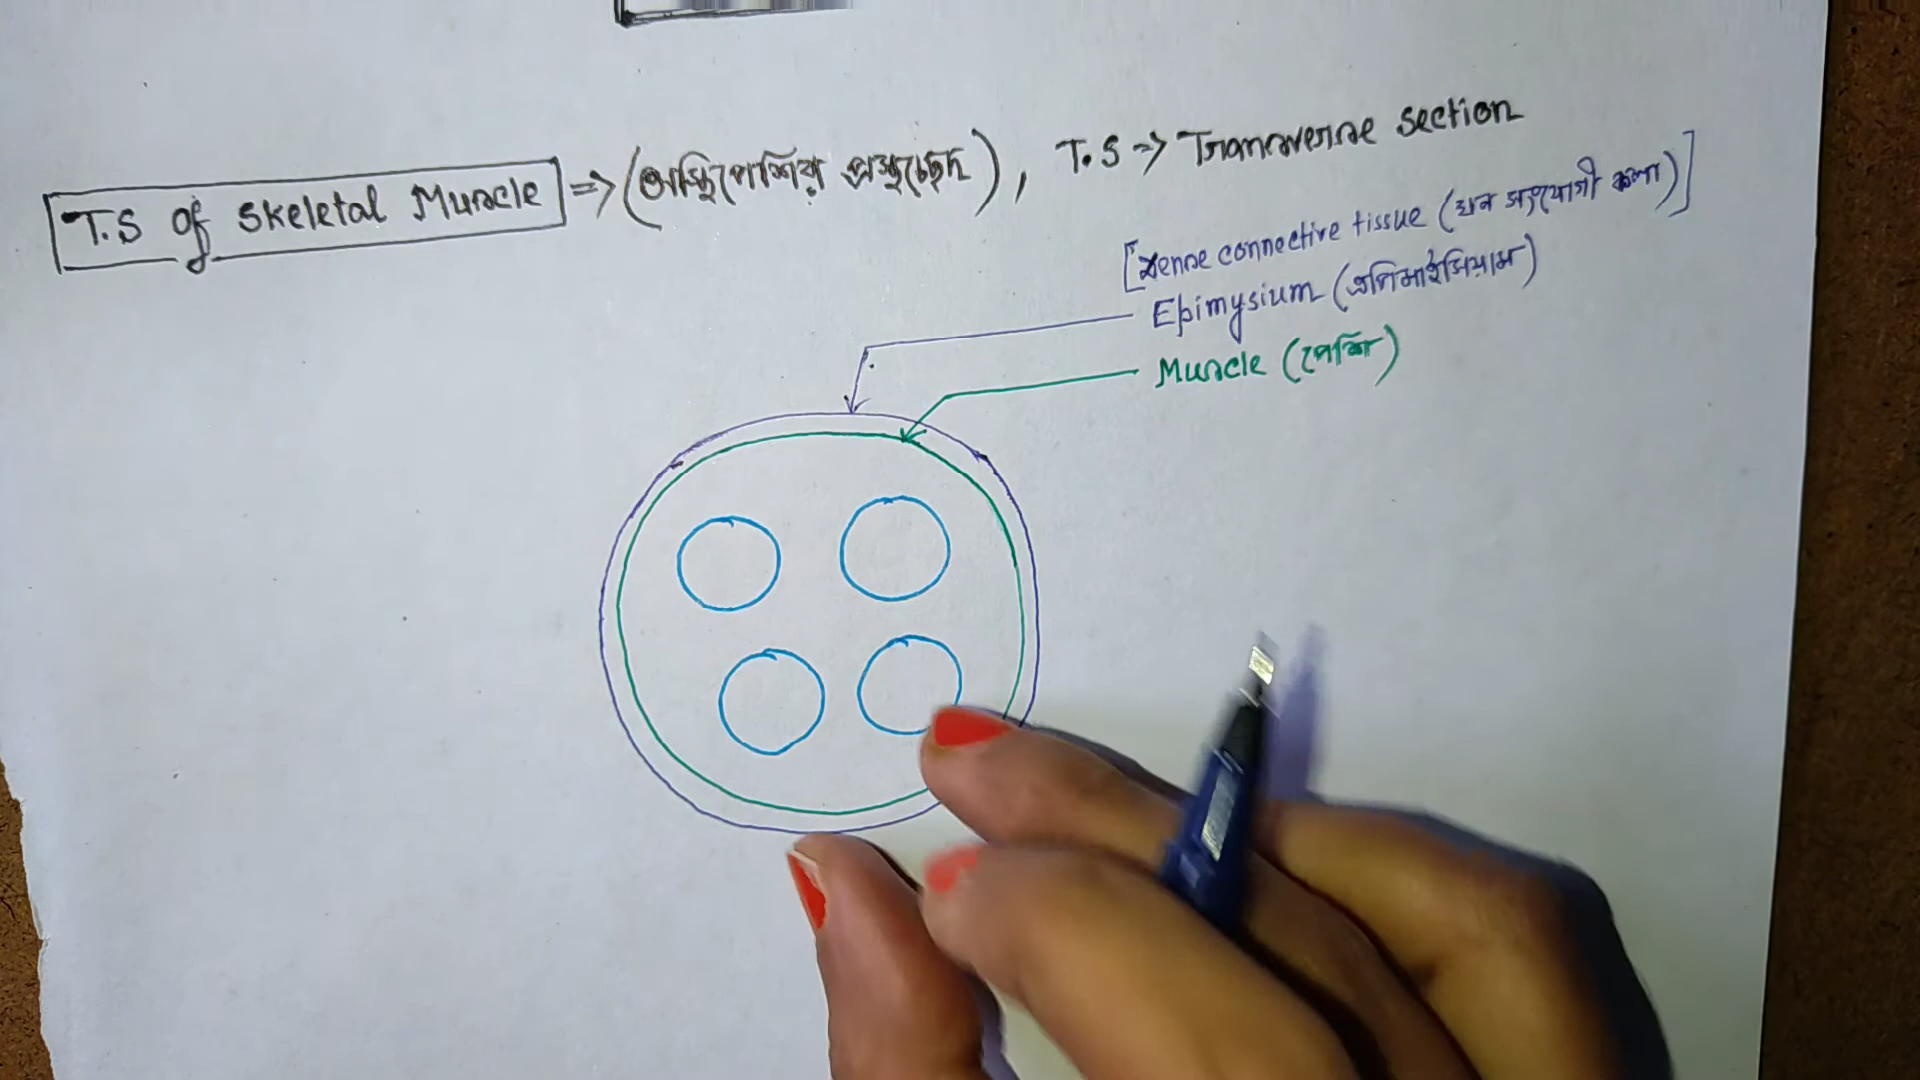 T.S of Skeletal Muscle => (অস্থিপেশির প্রস্থচ্ছেদ), T.S => Transverse section
[Dense connective tissue (ঘন সংযোগী কলা)]
Epimysium (এপিমাইসিয়াম)
Muscle (পেশি)